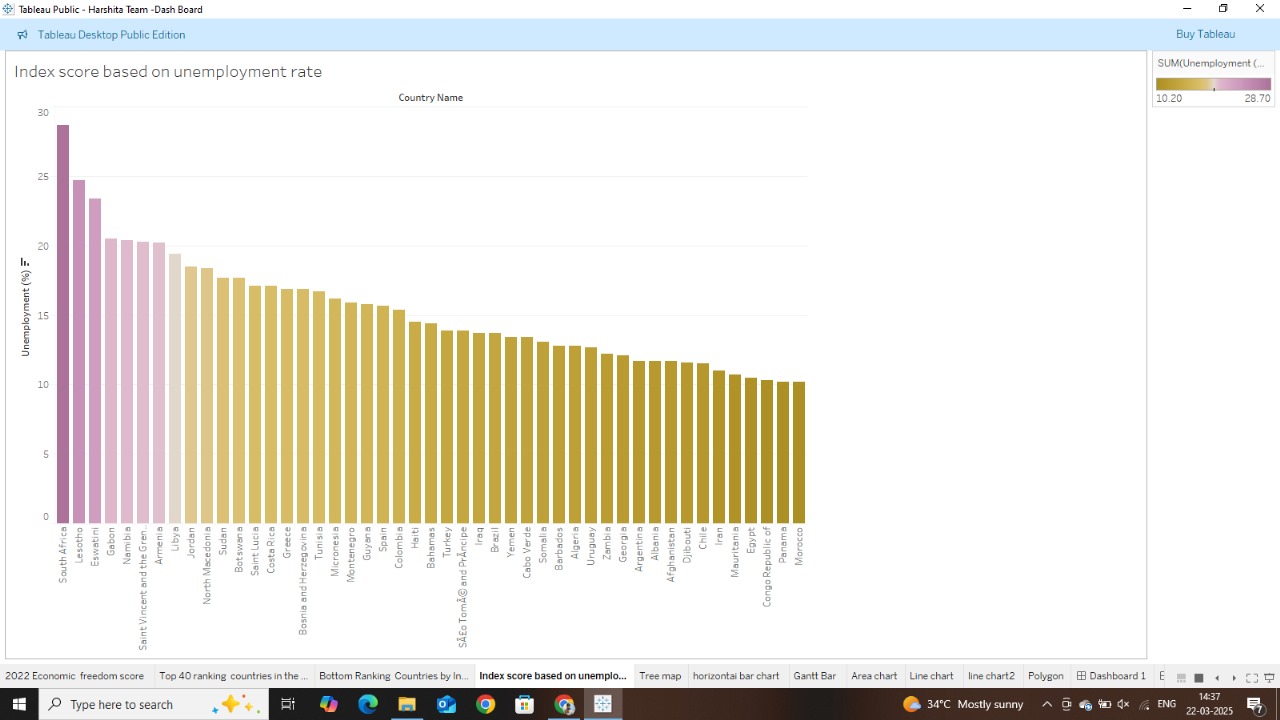 Tableau Public - Harshita Team -Dash Board
Tableau Desktop Public Edition
Buy Tableau
Index score based on unemployment rate
SUM(Unemployment (...
10.20 28.70
Country Name
Unemployment (%)
30
25
20
15
10
5
0
South Africa
Lesotho
Eswatini
Gabon
Namibia
Saint Vincent and the Gren..
Armenia
Libya
Jordan
North Macedonia
Sudan
Botswana
Saint Lucia
Costa Rica
Greece
Bosnia and Herzegovina
Tunisia
Micronesia
Montenegro
Guyana
Spain
Colombia
Haiti
Bahamas
Turkey
SÃ£o TomÃ© and PrÃ­ncipe
Iraq
Brazil
Yemen
Cabo Verde
Somalia
Barbados
Algeria
Uruguay
Zambia
Georgia
Argentina
Albania
Afghanistan
Djibouti
Chile
Iran
Mauritania
Egypt
Congo Republic of
Panama
Morocco
2022 Economic freedom score
Top 40 ranking countries in the ...
Bottom Ranking Countries by In...
Index score based on unemplo...
Tree map
horizontai bar chart
Gantt Bar
Area chart
Line chart
line chart2
Polygon
Dashboard 1
Type here to search
34°C Mostly sunny
ENG
14:37
22-03-2025